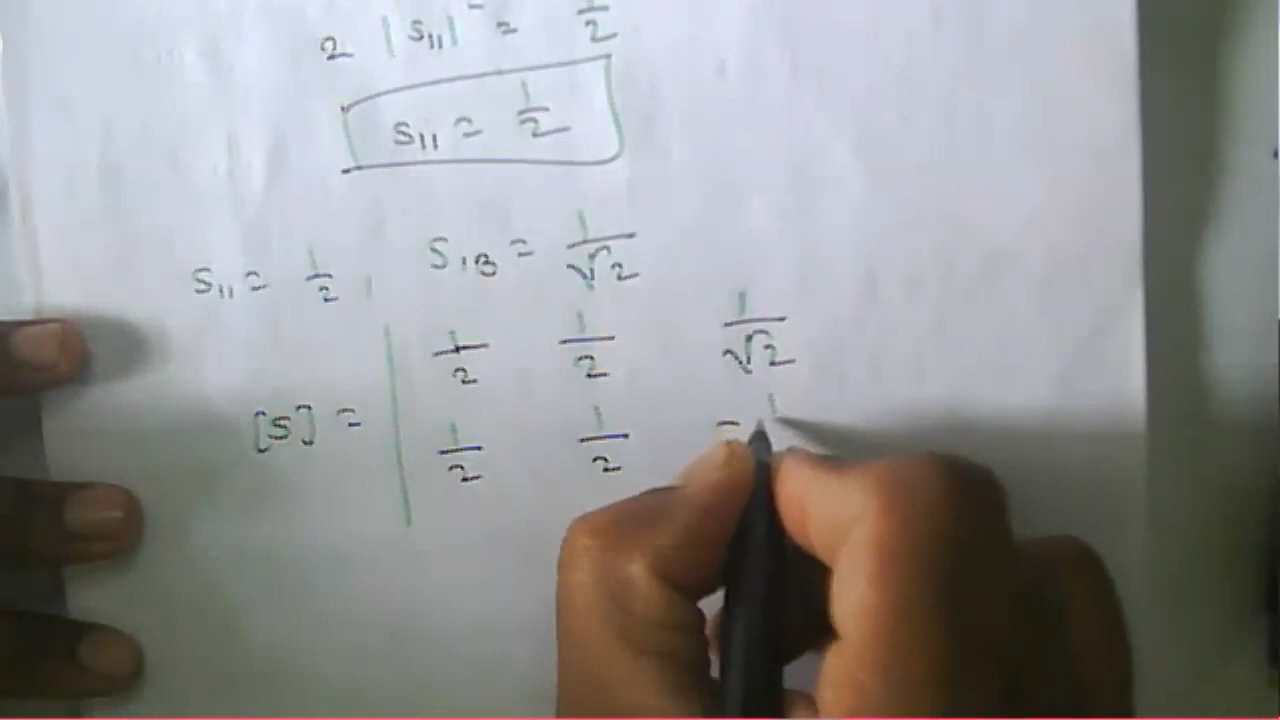 2 |S₁₁|² = 1/2
S₁₁ = 1/2
S₁₁ = 1/2, S₁₃ = 1/√2
[S] = | 1/2 1/2 1/√2
1/2 1/2 - 1